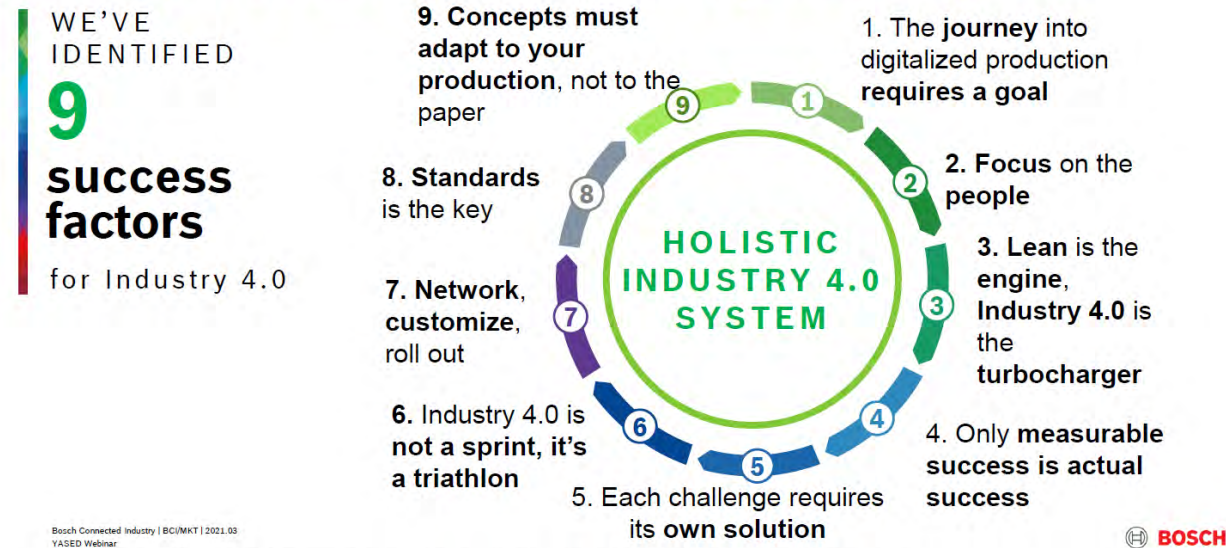 WE'VE
IDENTIFIED
9
success
factors
for Industry 4.0
1. The journey into
digitalized production
requires a goal
2. Focus on the
people
3. Lean is the
engine,
Industry 4.0 is
the
turbocharger
4. Only measurable
success is actual
success
5. Each challenge requires
its own solution
6. Industry 4.0 is
not a sprint, it's
a triathlon
7. Network,
customize,
roll out
8. Standards
is the key
9. Concepts must
adapt to your
production, not to the
paper
1
2
3
4
5
6
7
8
9
HOLISTIC
INDUSTRY 4.0
SYSTEM
Bosch Connected Industry | BCI/MKT | 2021.03
YASED Webinar
BOSCH